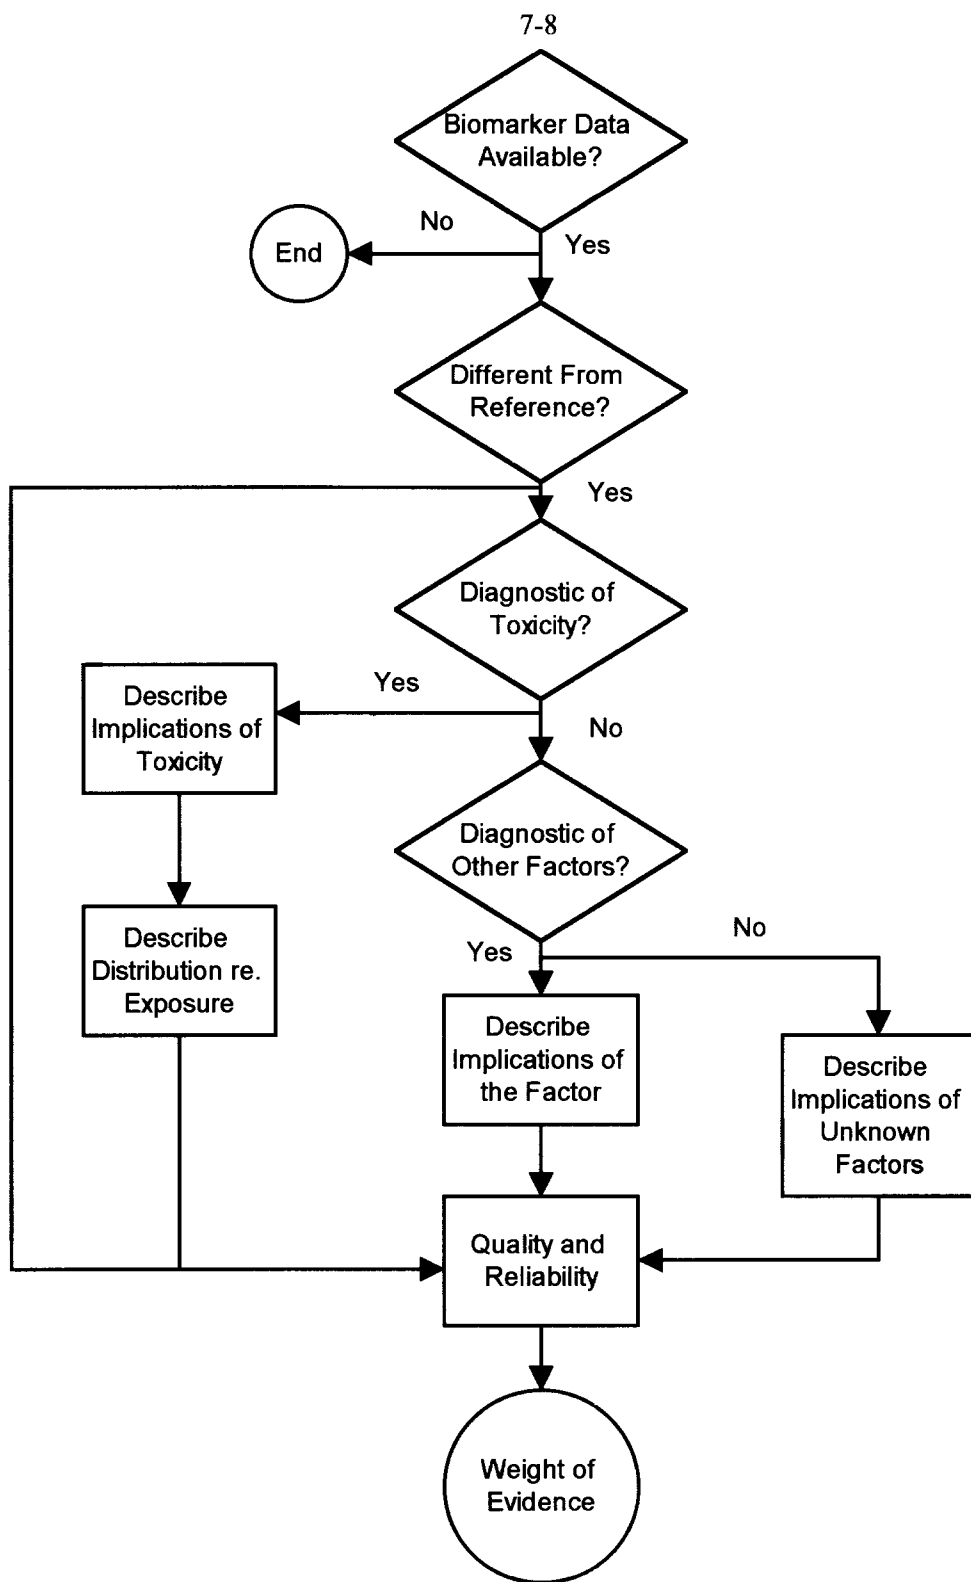 7-8
Biomarker Data
Available?
No
Yes
End
Different From
Reference?
Yes
Diagnostic of
Toxicity?
Yes
No
Describe
Implications of
Toxicity
Diagnostic of
Other Factors?
Describe
Distribution re.
Exposure
Yes
No
Describe
Implications of
the Factor
Describe
Implications of
Unknown
Factors
Quality and
Reliability
Weight of
Evidence